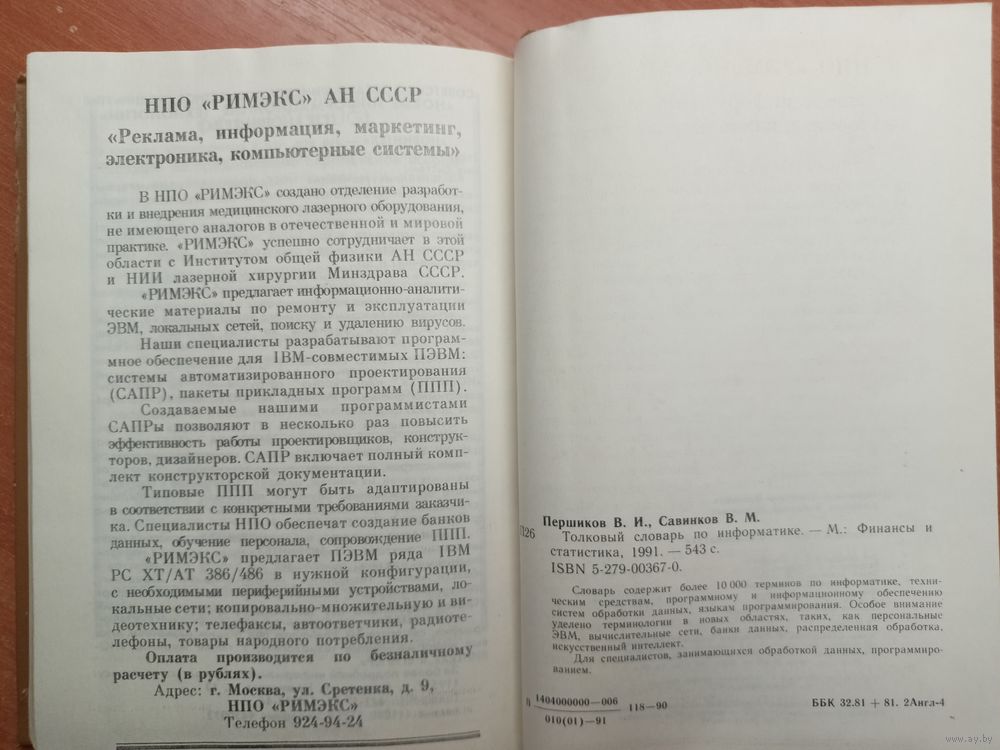 НПО «РИМЭКС» АН СССР
«Реклама, информация, маркетинг,
электроника, компьютерные системы»
В НПО «РИМЭКС» создано отделение разработ-
ки и внедрения медицинского лазерного оборудования,
не имеющего аналогов в отечественной и мировой
практике. «РИМЭКС» успешно сотрудничает в этой
области с Институтом общей физики АН СССР
и НИИ лазерной хирургии Минздрава СССР.
«РИМЭКС» предлагает информационно-аналити-
ческие материалы по ремонту и эксплуатации
ЭВМ, локальных сетей, поиску и удалению вирусов.
Наши специалисты разрабатывают програм-
мное обеспечение для IBM-совместимых ПЭВМ:
системы автоматизированного проектирования
(САПР), пакеты прикладных программ (ППП).
Создаваемые нашими программистами
САПРы позволяют в несколько раз повысить
эффективность работы проектировщиков, конструк-
торов, дизайнеров. САПР включает полный комп-
лект конструкторской документации.
Типовые ППП могут быть адаптированы
в соответствии с конкретными требованиями заказчи-
ка. Специалисты НПО обеспечат создание банков
данных, обучение персонала, сопровождение ППП.
«РИМЭКС» предлагает ПЭВМ ряда IBM
PC XT/AT 386/486 в нужной конфигурации,
с необходимыми периферийными устройствами, ло-
кальные сети; копировально-множительную и ви-
деотехнику; телефаксы, автоответчики, радиоте-
лефоны, товары народного потребления.
Оплата производится по безналичному
расчету (в рублях).
Адрес: г. Москва, ул. Сретенка, д. 9,
НПО «РИМЭКС»
Телефон 924-94-24
Першиков В. И., Савинков В. М.
П26 Толковый словарь по информатике. — М.: Финансы и
статистика, 1991. — 543 с.
ISBN 5-279-00367-0.
Словарь содержит более 10 000 терминов по информатике, техни-
ческим средствам, программному и информационному обеспечению
систем обработки данных, языкам программирования. Особое внимание
уделено терминологии в новых областях, таких, как персональные
ЭВМ, вычислительные сети, банки данных, распределенная обработка,
искусственный интеллект.
Для специалистов, занимающихся обработкой данных, программиро-
ванием.
1404000000—006
010(01)—91
118—90
ББК 32.81 + 81. 2Англ-4
www.ay.by